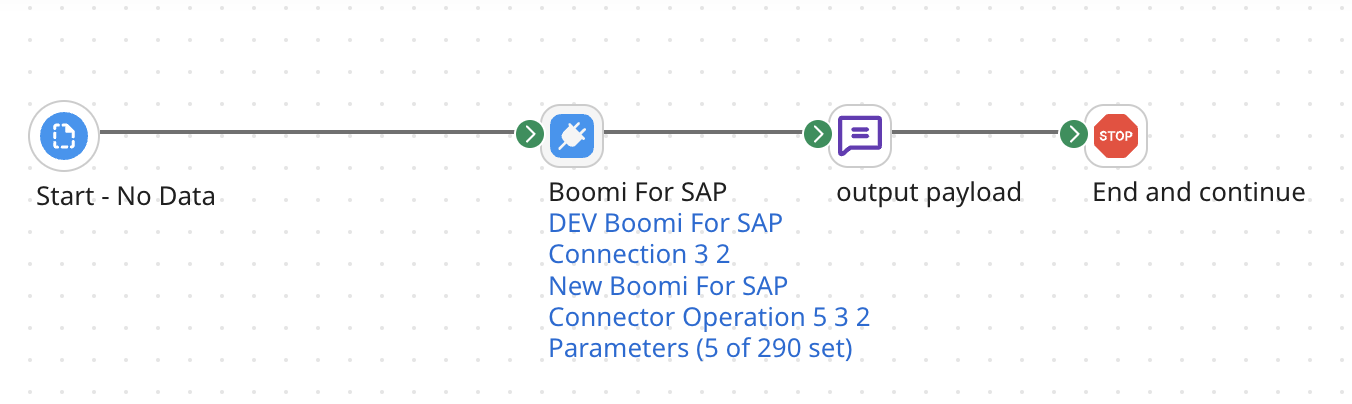 STOP
Start - No Data
Boomi For SAP
DEV Boomi For SAP
Connection 3 2
New Boomi For SAP
Connector Operation 5 3 2
Parameters (5 of 290 set)
output payload
End and continue